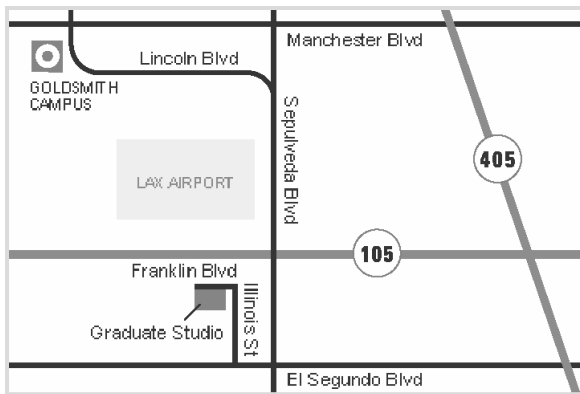 Manchester Blvd
Lincoln Blvd
GOLDSMITH
CAMPUS
Sepulveda Blvd
405
LAX AIRPORT
105
Franklin Blvd
Illinois St
Graduate Studio
El Segundo Blvd